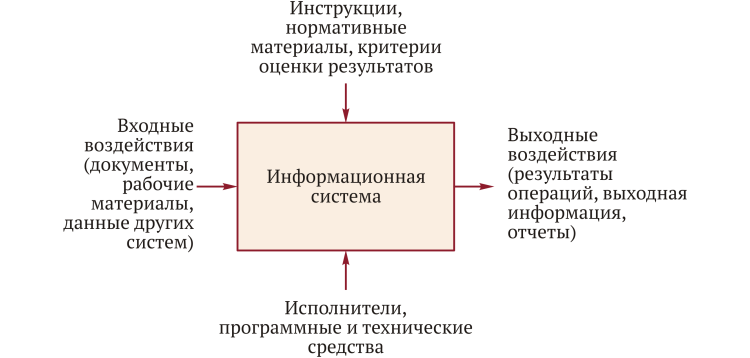 Инструкции,
нормативные
материалы, критерии
оценки результатов
Входные
воздействия
(документы,
рабочие
материалы,
данные других
систем)
Информационная
система
Выходные
воздействия
(результаты
операций, выходная
информация,
отчеты)
Исполнители,
программные и технические
средства